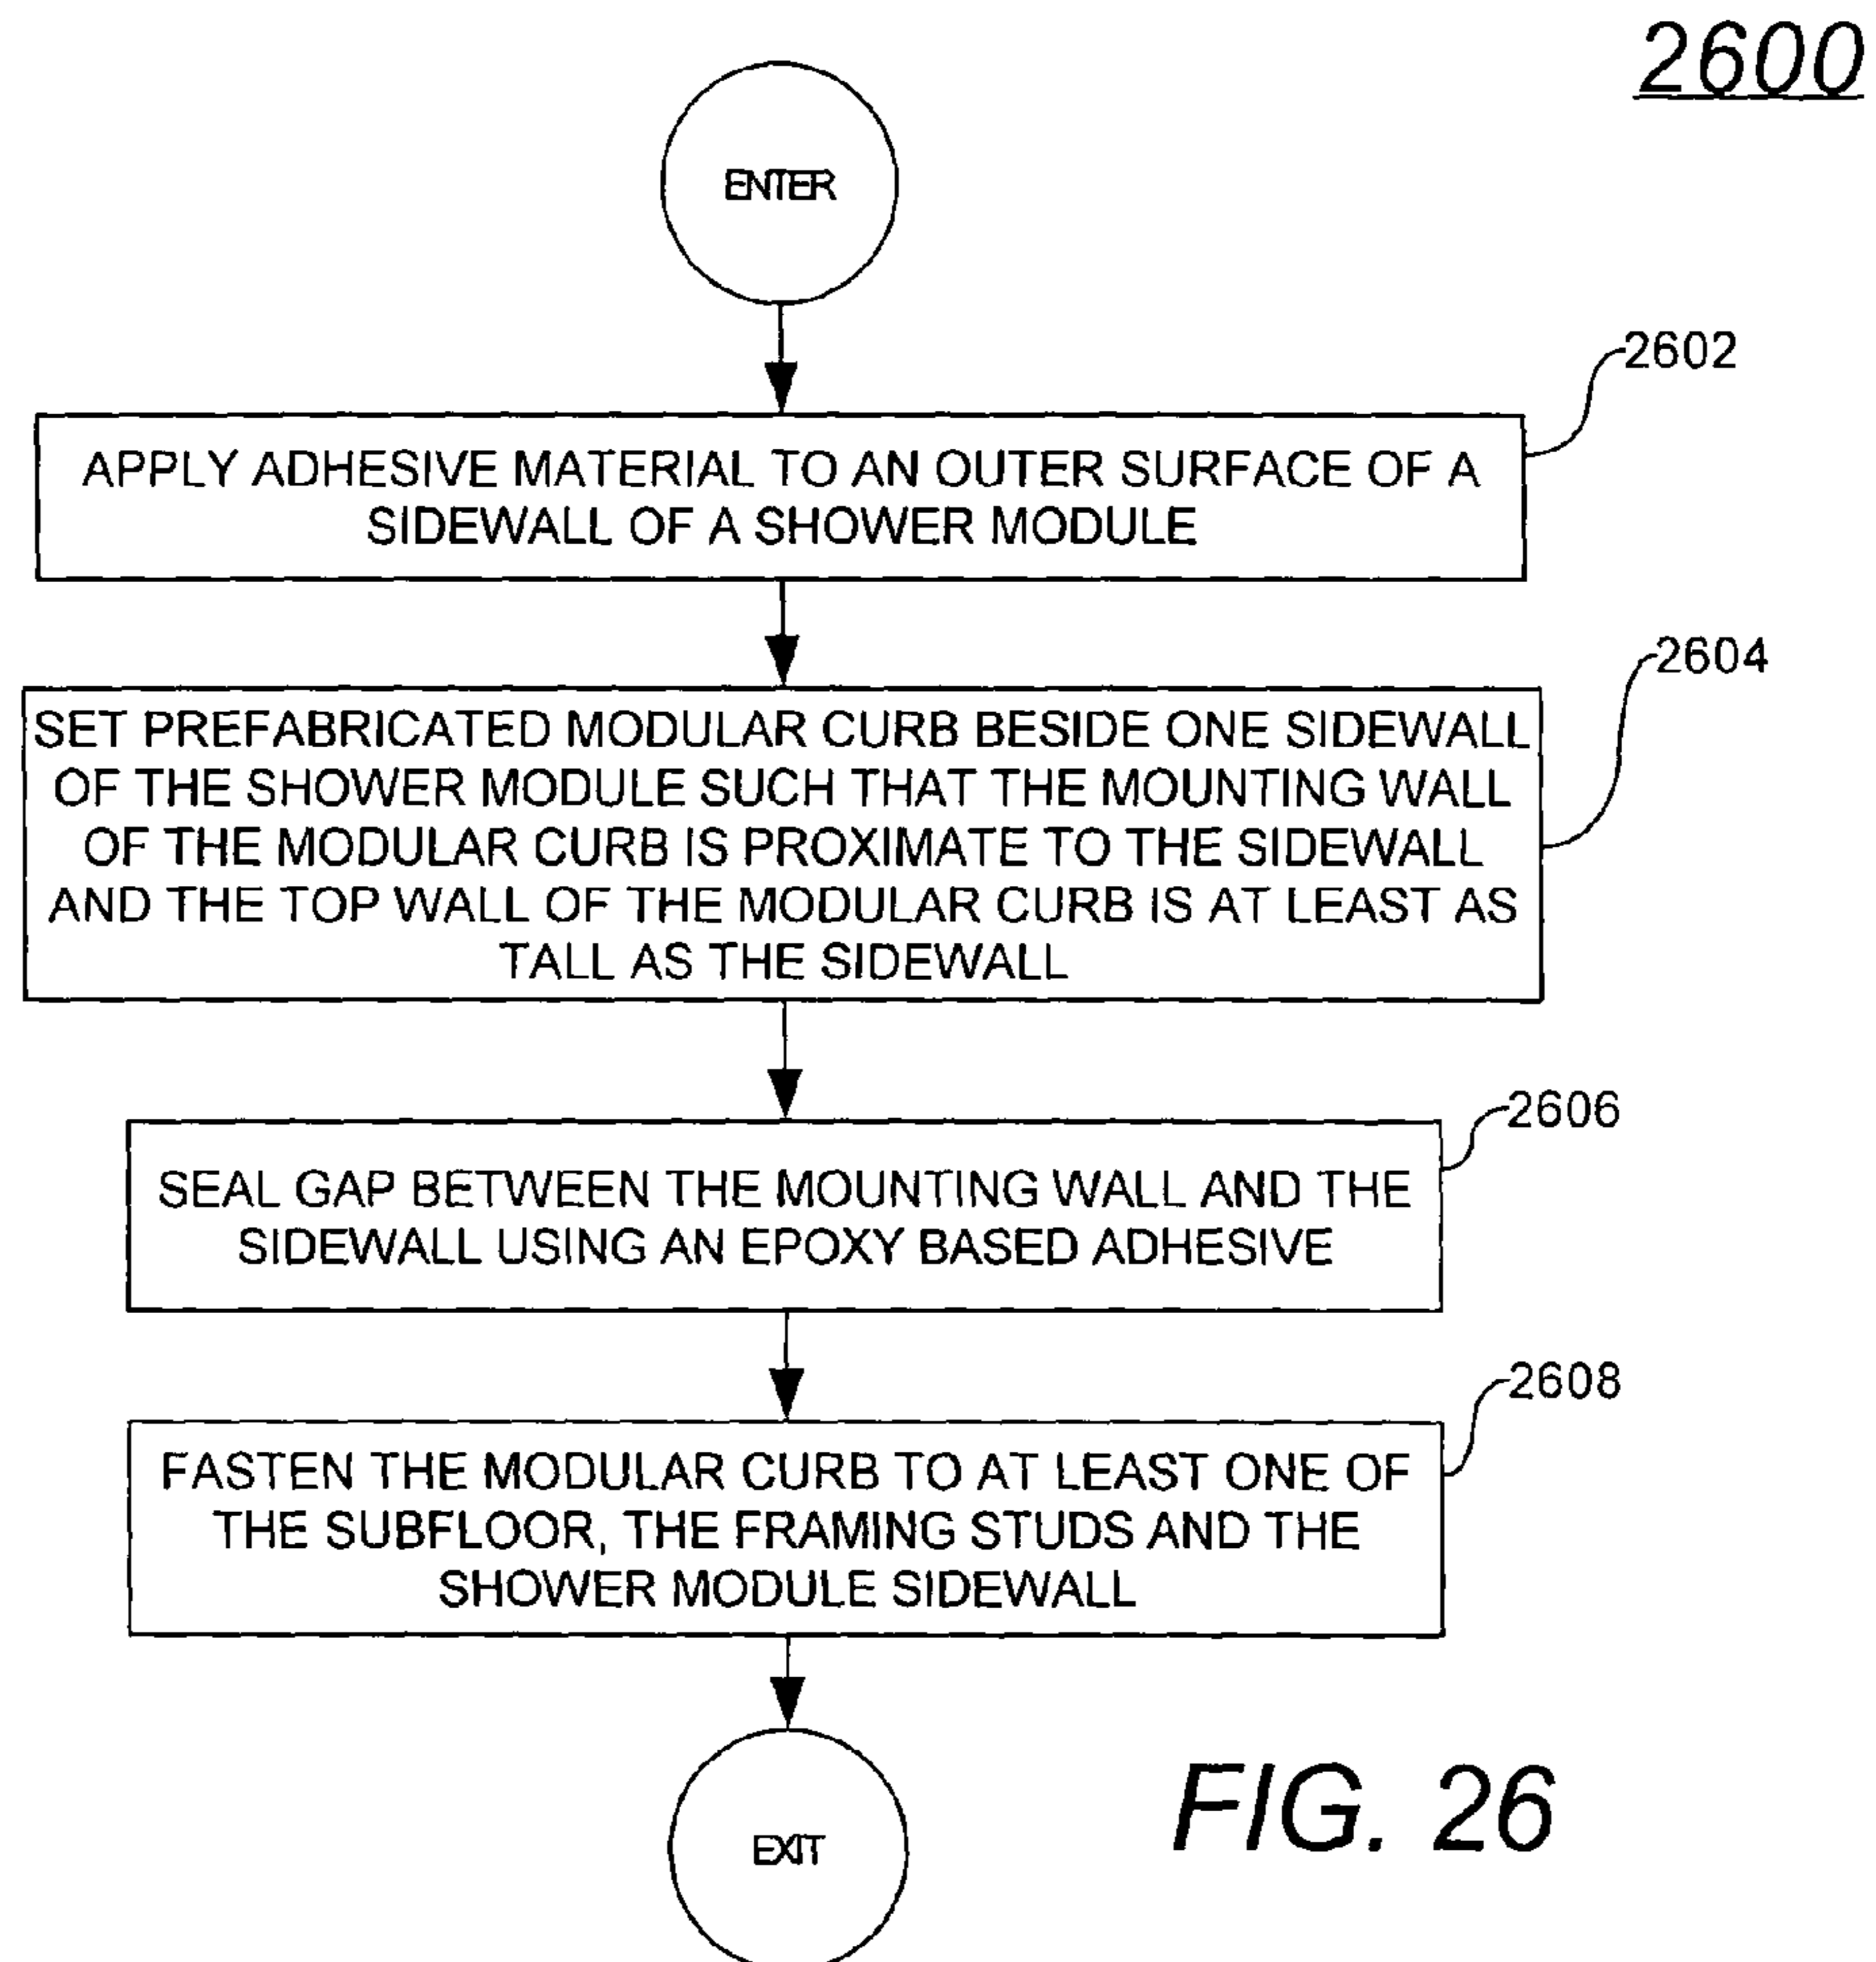 2600
ENTER
2602
APPLY ADHESIVE MATERIAL TO AN OUTER SURFACE OF A
SIDEWALL OF A SHOWER MODULE
2604
SET PREFABRICATED MODULAR CURB BESIDE ONE SIDEWALL
OF THE SHOWER MODULE SUCH THAT THE MOUNTING WALL
OF THE MODULAR CURB IS PROXIMATE TO THE SIDEWALL
AND THE TOP WALL OF THE MODULAR CURB IS AT LEAST AS
TALL AS THE SIDEWALL
2606
SEAL GAP BETWEEN THE MOUNTING WALL AND THE
SIDEWALL USING AN EPOXY BASED ADHESIVE
2608
FASTEN THE MODULAR CURB TO AT LEAST ONE OF
THE SUBFLOOR, THE FRAMING STUDS AND THE
SHOWER MODULE SIDEWALL
EXIT
FIG. 26